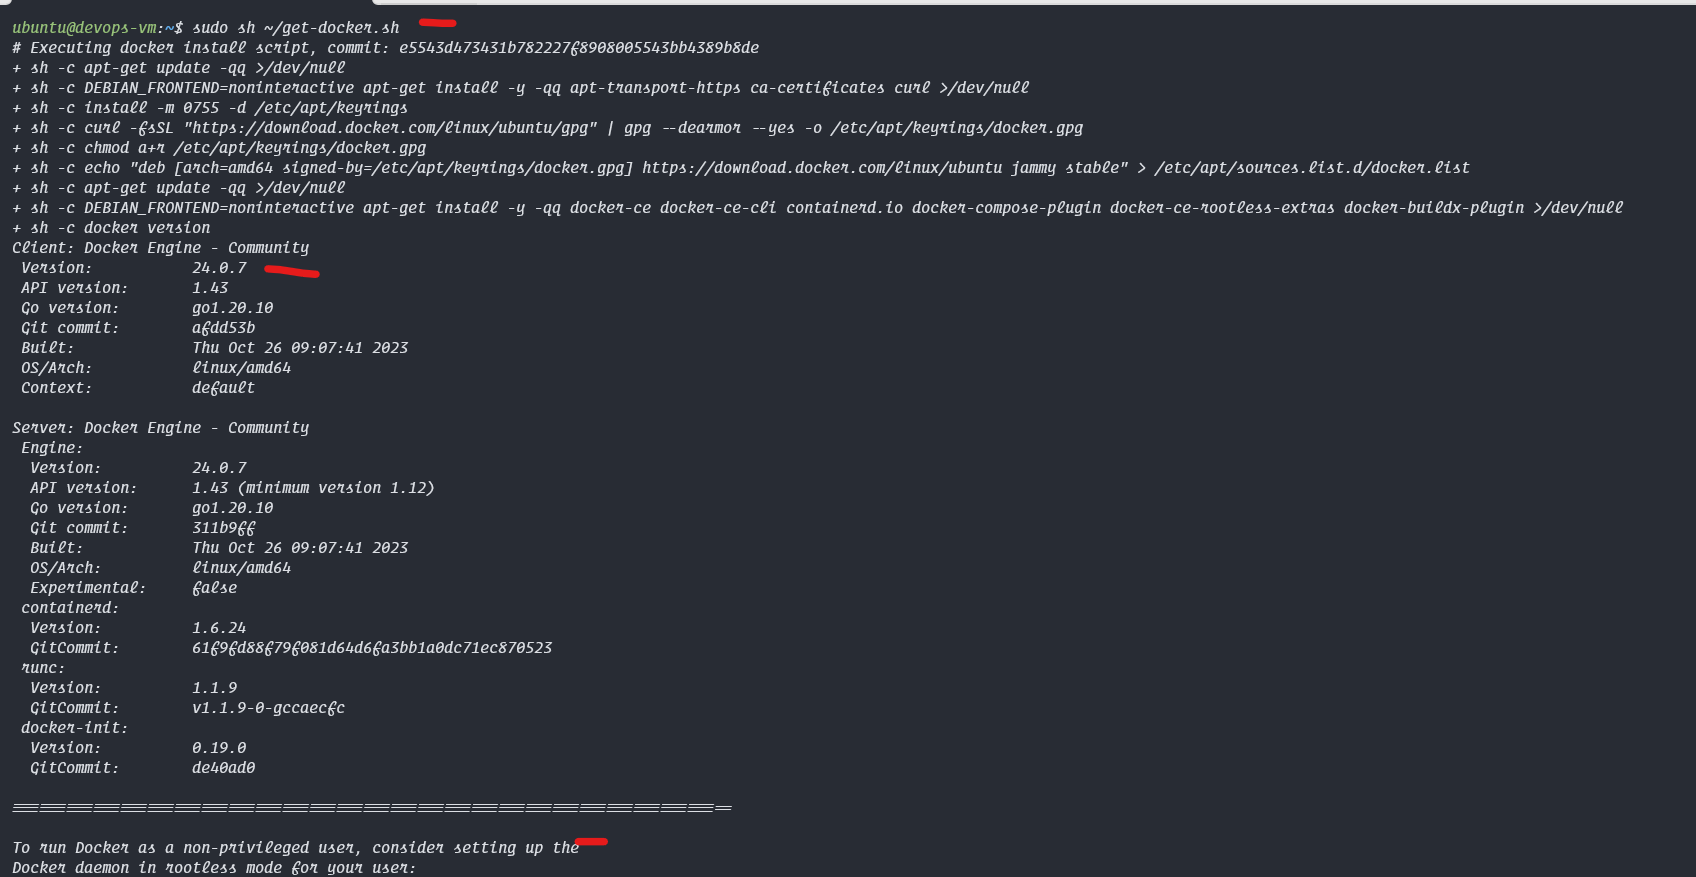 ubuntu@devops-vm:~$ sudo sh ~/get-docker.sh
# Executing docker install script, commit: e5543d473431b782227f8908005543bb4389b8de
+ sh -c apt-get update -qq >/dev/null
+ sh -c DEBIAN_FRONTEND=noninteractive apt-get install -y -qq apt-transport-https ca-certificates curl >/dev/null
+ sh -c install -m 0755 -d /etc/apt/keyrings
+ sh -c curl -fsSL "https://download.docker.com/linux/ubuntu/gpg" | gpg --dearmor --yes -o /etc/apt/keyrings/docker.gpg
+ sh -c chmod a+r /etc/apt/keyrings/docker.gpg
+ sh -c echo "deb [arch=amd64 signed-by=/etc/apt/keyrings/docker.gpg] https://download.docker.com/linux/ubuntu jammy stable" > /etc/apt/sources.list.d/docker.list
+ sh -c apt-get update -qq >/dev/null
+ sh -c DEBIAN_FRONTEND=noninteractive apt-get install -y -qq docker-ce docker-ce-cli containerd.io docker-compose-plugin docker-ce-rootless-extras docker-buildx-plugin >/dev/null
+ sh -c docker version
Client: Docker Engine - Community
 Version:           24.0.7
 API version:       1.43
 Go version:        go1.20.10
 Git commit:        afdd53b
 Built:             Thu Oct 26 09:07:41 2023
 OS/Arch:           linux/amd64
 Context:           default

Server: Docker Engine - Community
 Engine:
  Version:          24.0.7
  API version:      1.43 (minimum version 1.12)
  Go version:       go1.20.10
  Git commit:       311b9ff
  Built:            Thu Oct 26 09:07:41 2023
  OS/Arch:          linux/amd64
  Experimental:     false
 containerd:
  Version:          1.6.24
  GitCommit:        61f9fd88f79f081d64d6fa3bb1a0dc71ec870523
 runc:
  Version:          1.1.9
  GitCommit:        v1.1.9-0-gccaecfc
 docker-init:
  Version:          0.19.0
  GitCommit:        de40ad0

================================================================================

To run Docker as a non-privileged user, consider setting up the
Docker daemon in rootless mode for your user: